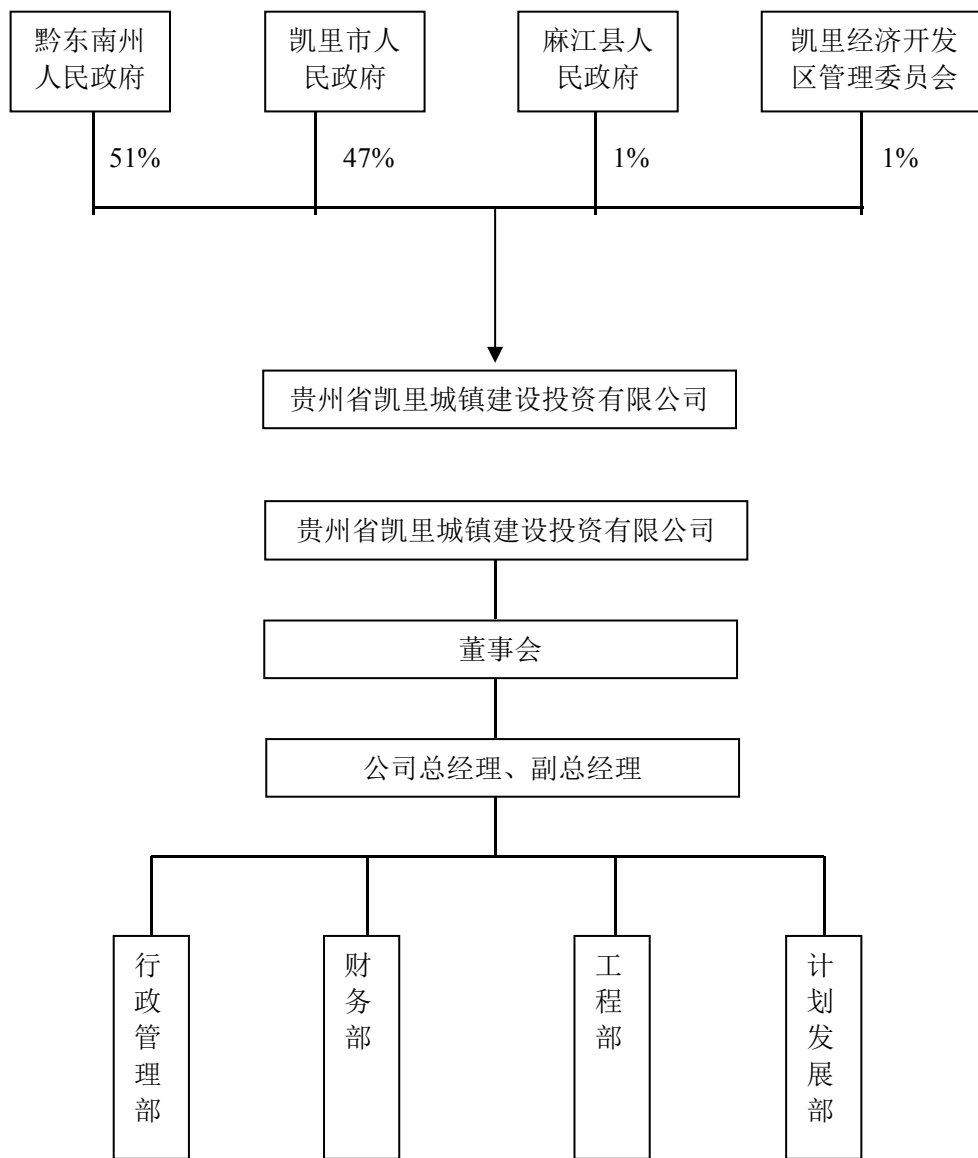 黔东南州
人民政府
凯里市人
民政府
麻江县人
民政府
凯里经济开发
区管理委员会
51%
47%
1%
1%
贵州省凯里城镇建设投资有限公司
贵州省凯里城镇建设投资有限公司
董事会
公司总经理、副总经理
行政管理部
财务部
工程部
计划发展部